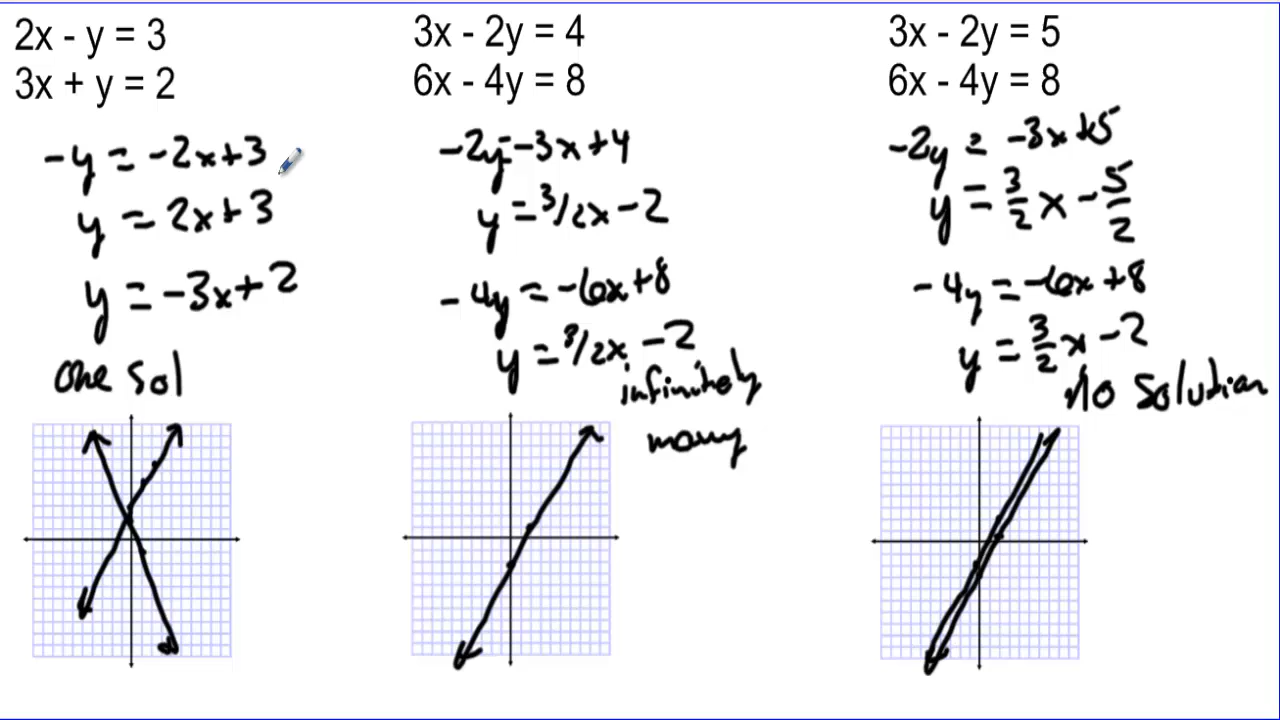 2x - y = 3
3x + y = 2
-y = -2x+3
y = 2x+3
y = -3x+2
one sol
3x - 2y = 4
6x - 4y = 8
-2y=-3x+4
y = 3/2x - 2
-4y = -6x+8
y = 3/2x - 2
infinitely
many
3x - 2y = 5
6x - 4y = 8
-2y = -3x+5
y = 3/2 x - 5/2
-4y = -6x+8
y = 3/2 x - 2
No Solution